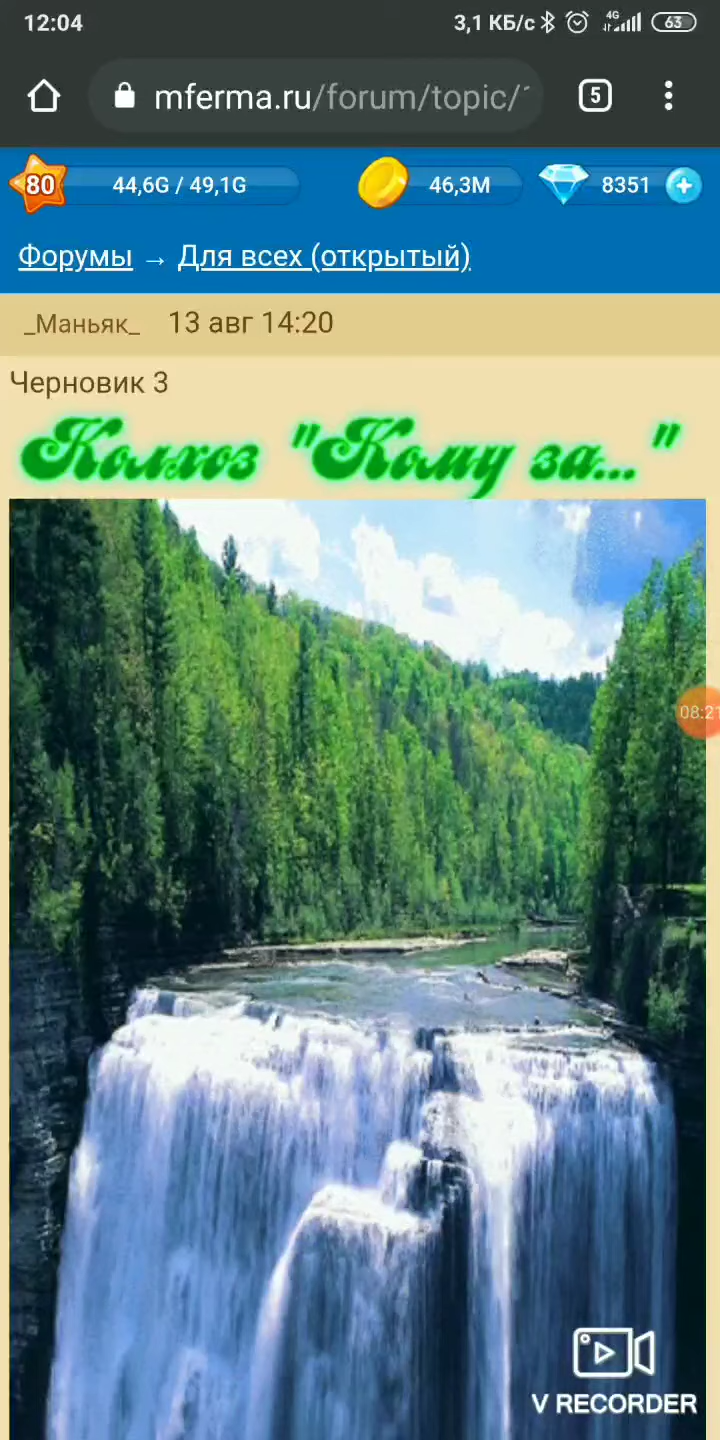 12:04 3,1 КБ/с 4G 63
mferma.ru/forum/topic/ 5
80 44,6G / 49,1G 46,3M 8351
Форумы → Для всех (открытый)
_Маньяк_ 13 авг 14:20
Черновик 3
Колхоз "Кому за..."
08:21
V RECORDER